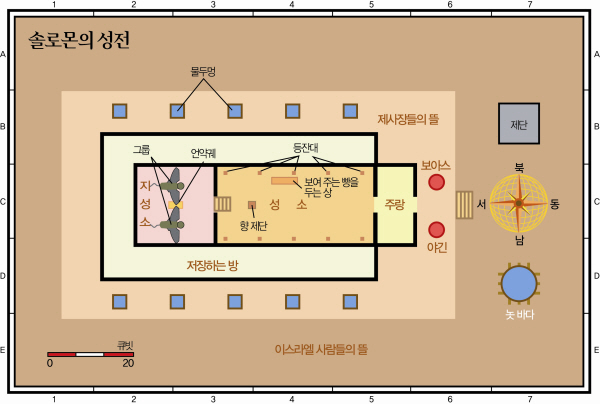 1 2 3 4 5 6 7
솔로몬의 성전
A A
물두멍
B B
제사장들의 뜰
제단
그룹
언약궤
등잔대
보아스
북
지
성
소
보여 주는 빵을
두는 상
성 소
주랑
C C
서 동
향 제단
남
야긴
저장하는 방
D D
놋 바다
큐빗
0 20
이스라엘 사람들의 뜰
E E
1 2 3 4 5 6 7